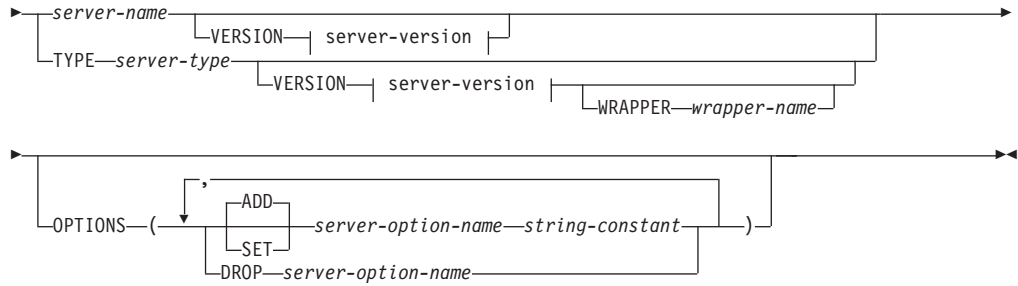 server-name
VERSION server-version
TYPE server-type
VERSION server-version
WRAPPER wrapper-name
,
ADD
OPTIONS ( server-option-name string-constant )
SET
DROP server-option-name